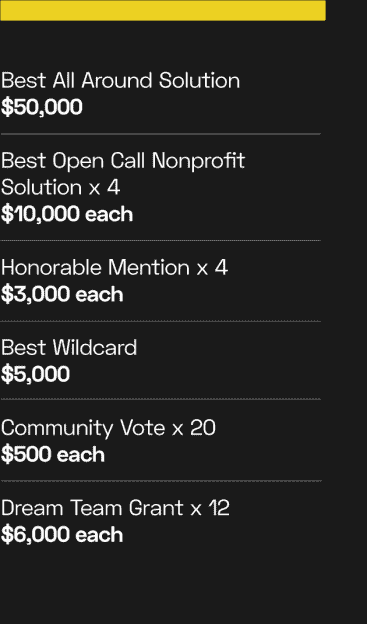 Best All Around Solution
$50,000
Best Open Call Nonprofit
Solution x 4
$10,000 each
Honorable Mention x 4
$3,000 each
Best Wildcard
$5,000
Community Vote x 20
$500 each
Dream Team Grant x 12
$6,000 each